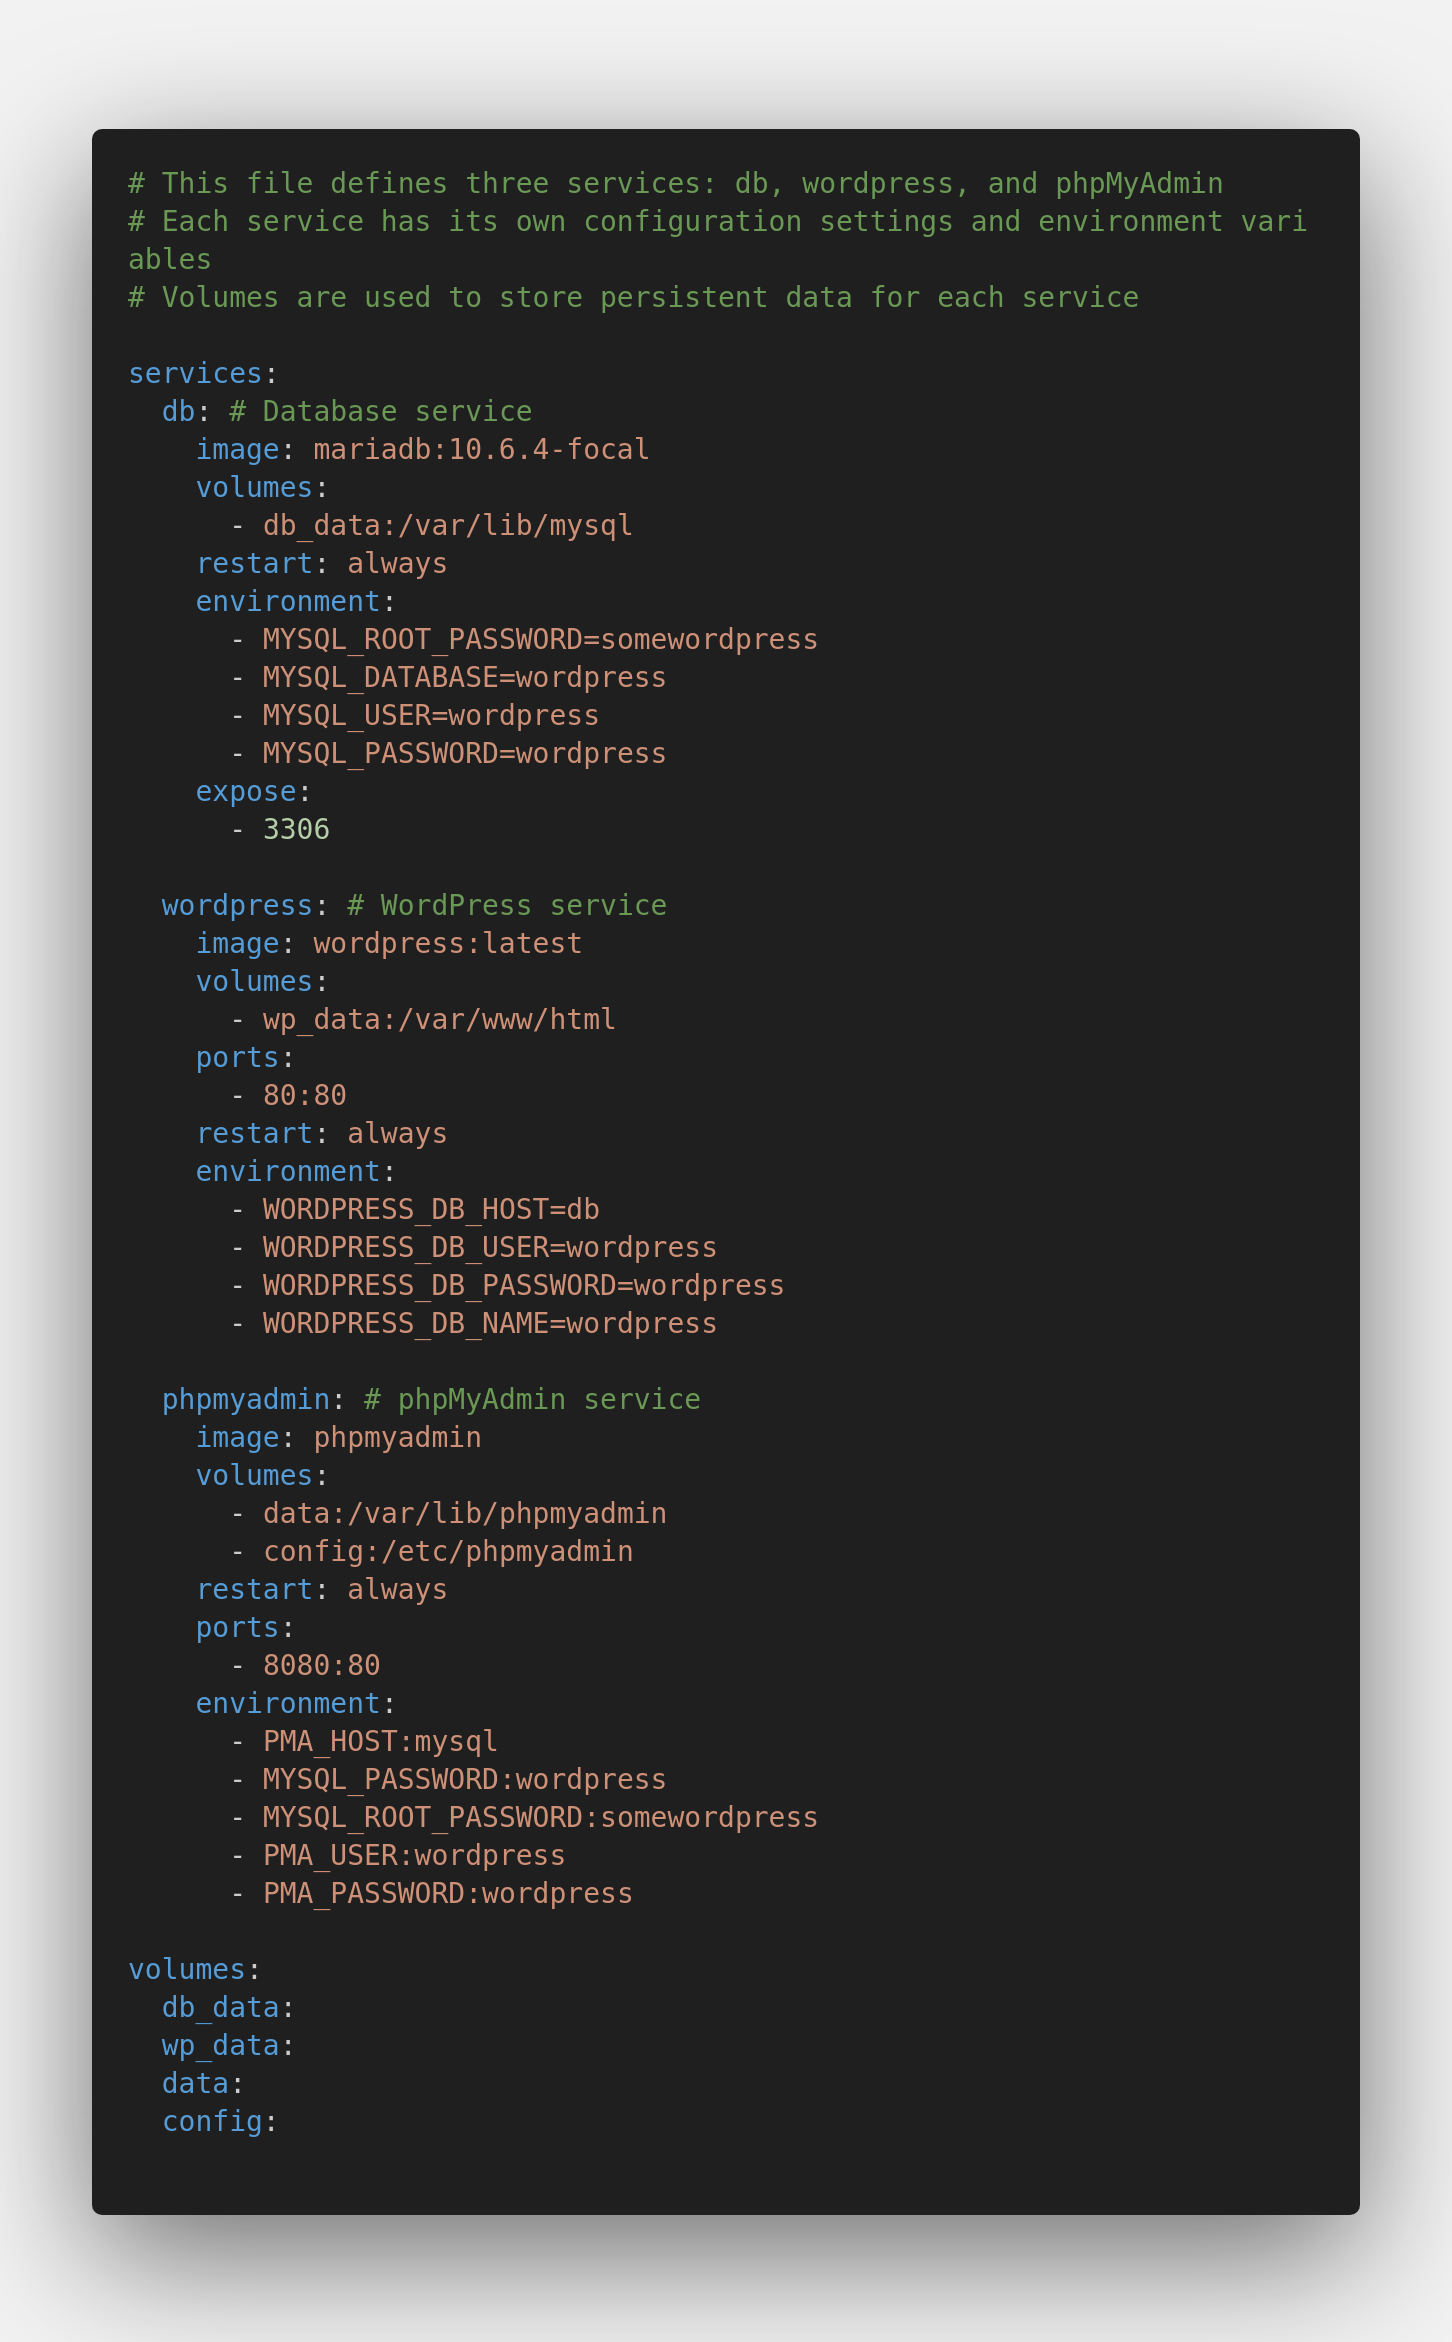 # This file defines three services: db, wordpress, and phpMyAdmin
# Each service has its own configuration settings and environment vari
ables
# Volumes are used to store persistent data for each service

services:
  db: # Database service
    image: mariadb:10.6.4-focal
    volumes:
      - db_data:/var/lib/mysql
    restart: always
    environment:
      - MYSQL_ROOT_PASSWORD=somewordpress
      - MYSQL_DATABASE=wordpress
      - MYSQL_USER=wordpress
      - MYSQL_PASSWORD=wordpress
    expose:
      - 3306

  wordpress: # WordPress service
    image: wordpress:latest
    volumes:
      - wp_data:/var/www/html
    ports:
      - 80:80
    restart: always
    environment:
      - WORDPRESS_DB_HOST=db
      - WORDPRESS_DB_USER=wordpress
      - WORDPRESS_DB_PASSWORD=wordpress
      - WORDPRESS_DB_NAME=wordpress

  phpmyadmin: # phpMyAdmin service
    image: phpmyadmin
    volumes:
      - data:/var/lib/phpmyadmin
      - config:/etc/phpmyadmin
    restart: always
    ports:
      - 8080:80
    environment:
      - PMA_HOST:mysql
      - MYSQL_PASSWORD:wordpress
      - MYSQL_ROOT_PASSWORD:somewordpress
      - PMA_USER:wordpress
      - PMA_PASSWORD:wordpress

volumes:
  db_data:
  wp_data:
  data:
  config: